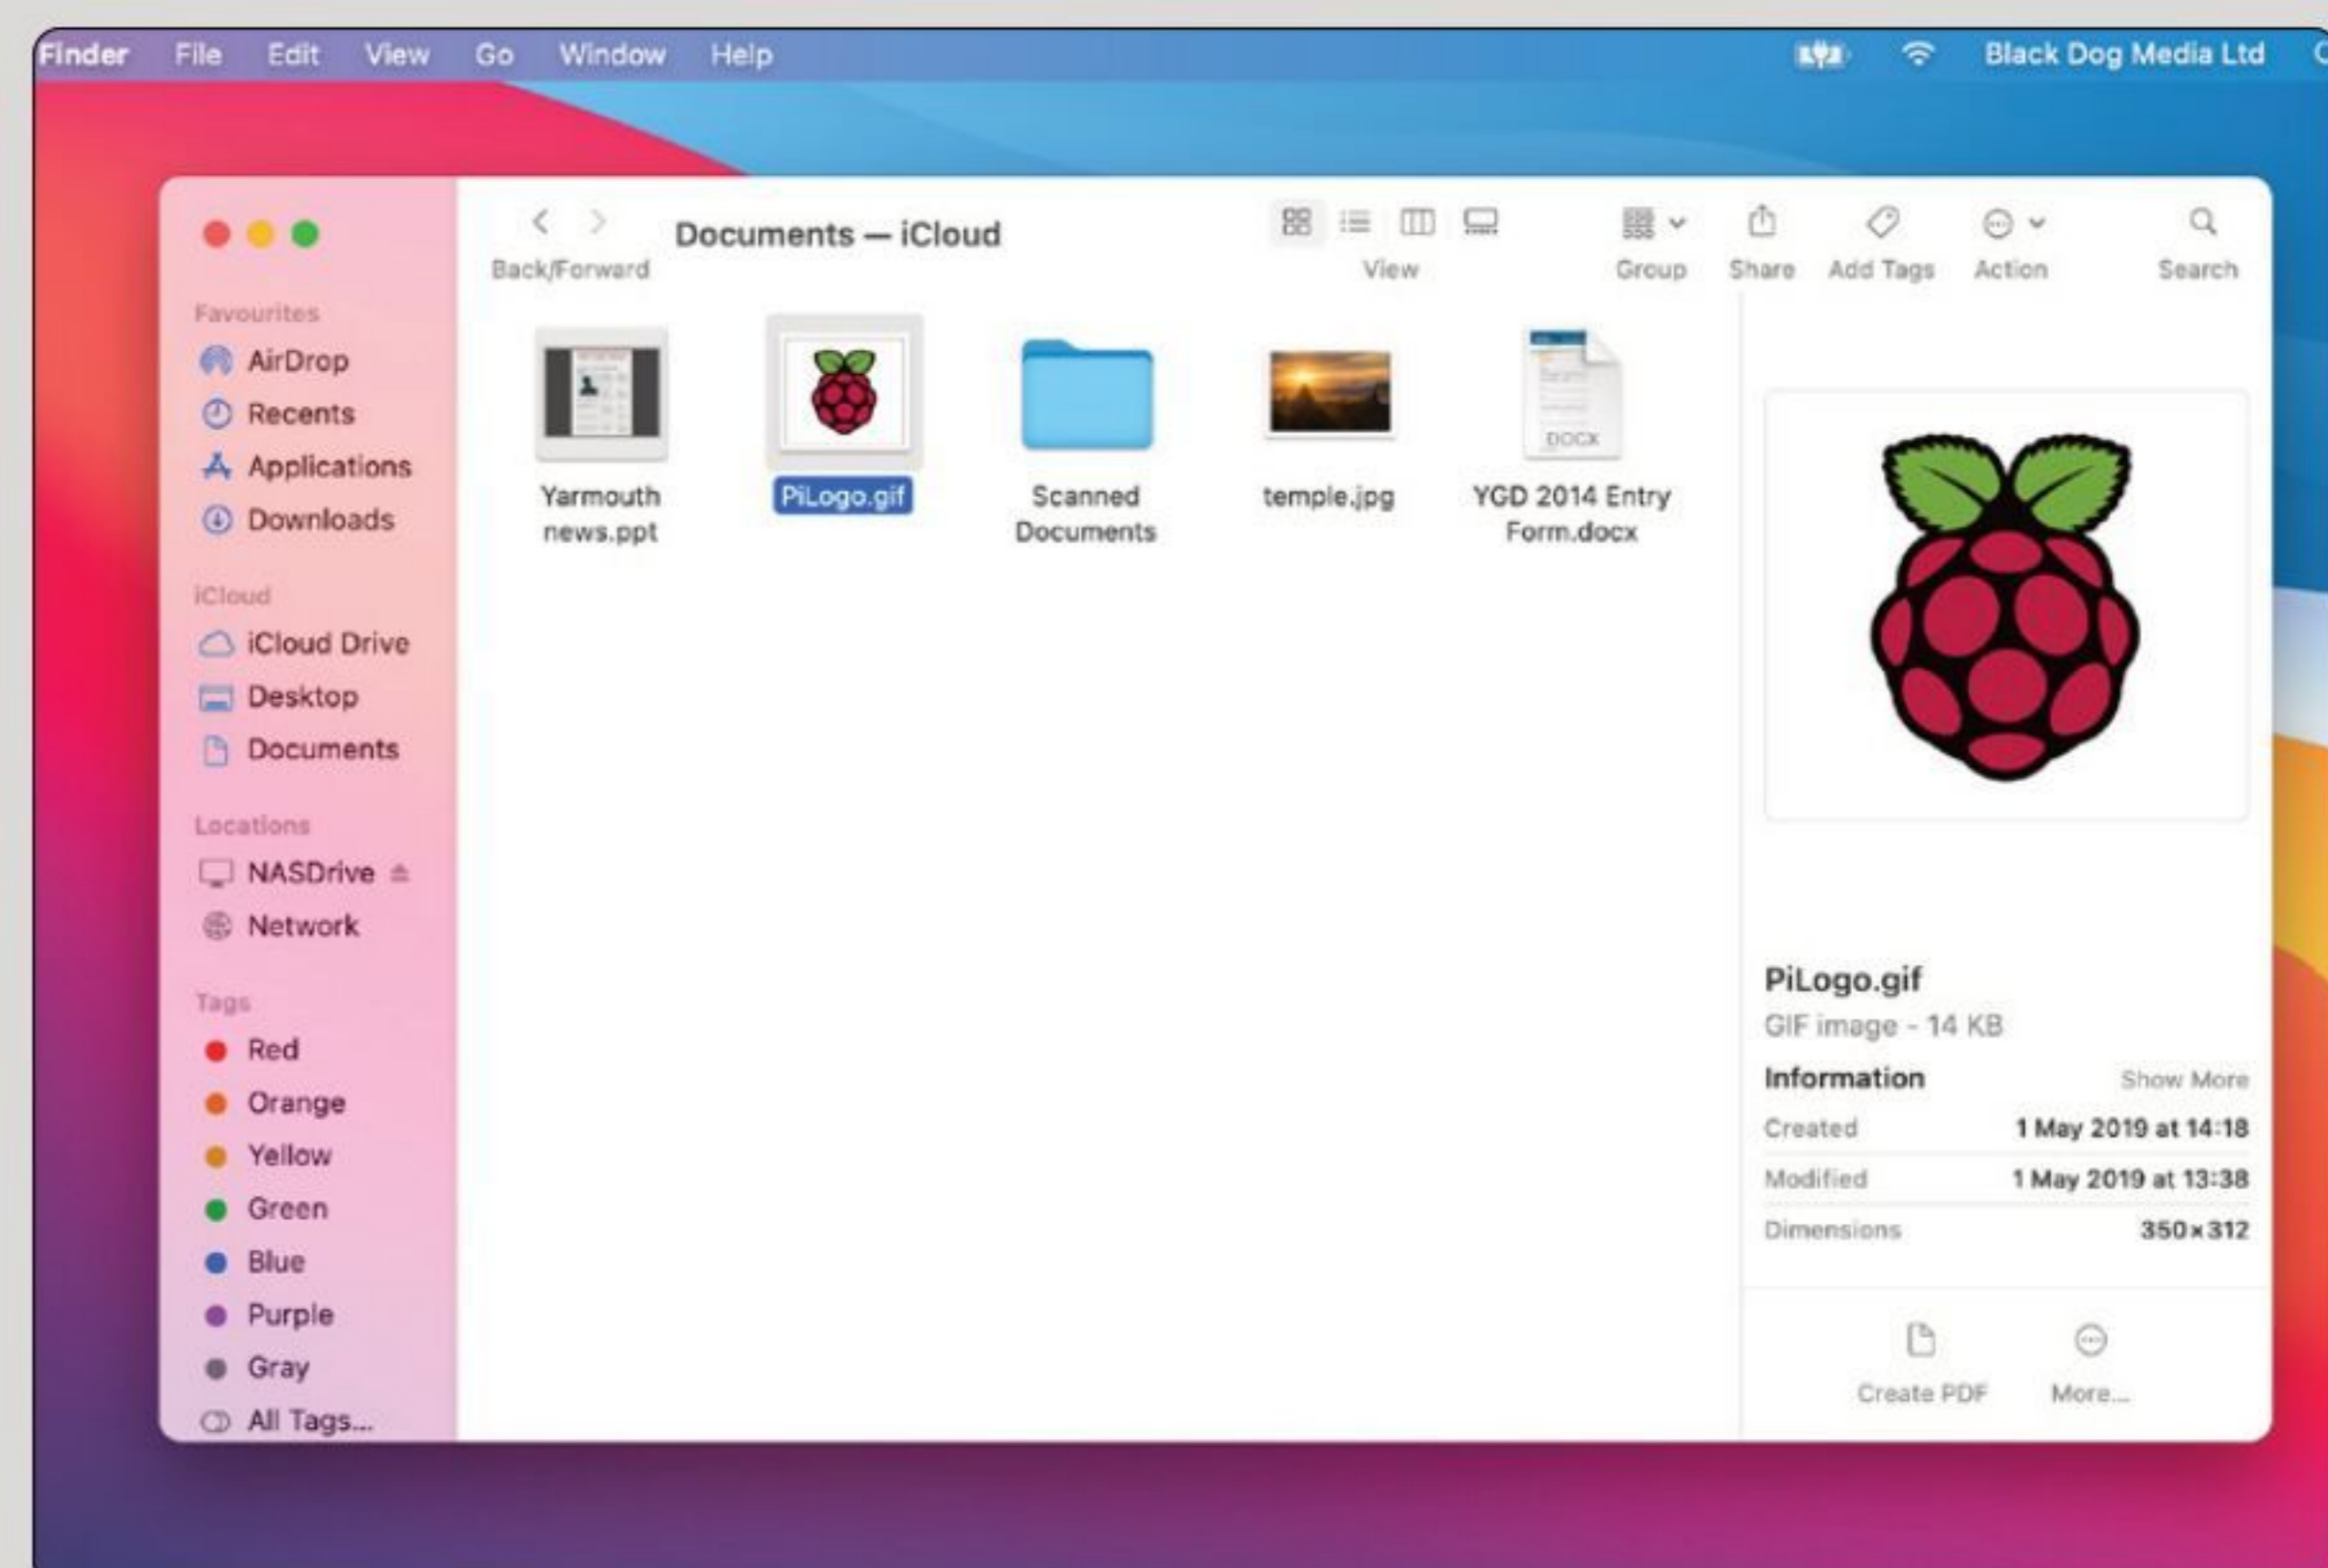 Finder File Edit View Go Window Help Black Dog Media Ltd
Documents — iCloud
Back/Forward View Group Share Add Tags Action Search
Favourites
AirDrop
Recents
Applications
Downloads
iCloud
iCloud Drive
Desktop
Documents
Locations
NASDrive
Network
Tags
Red
Orange
Yellow
Green
Blue
Purple
Gray
All Tags...
Yarmouth
news.ppt
PiLogo.gif
Scanned
Documents
temple.jpg
DOCX
YGD 2014 Entry
Form.docx
PiLogo.gif
GIF image - 14 KB
Information Show More
Created 1 May 2019 at 14:18
Modified 1 May 2019 at 13:38
Dimensions 350×312
Create PDF More...